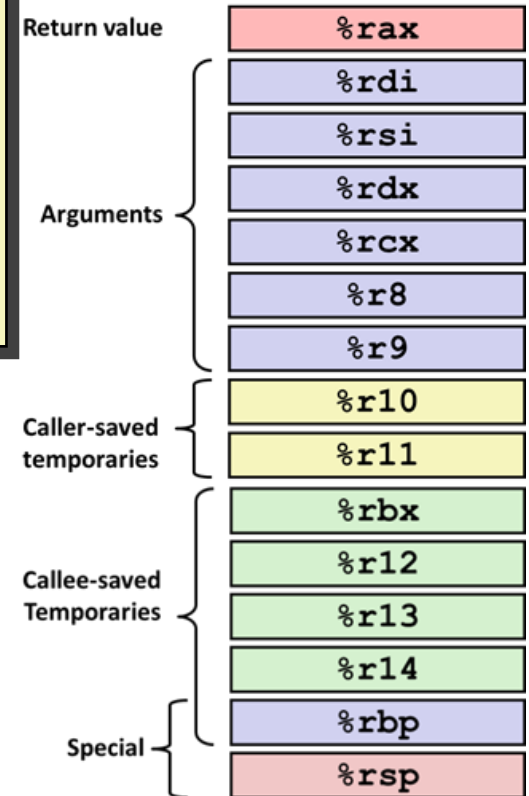 Return value %rax
%rdi
%rsi
%rdx
Arguments
%rcx
%r8
%r9
%r10
Caller-saved
temporaries
%r11
%rbx
%r12
Callee-saved
Temporaries
%r13
%r14
%rbp
Special
%rsp